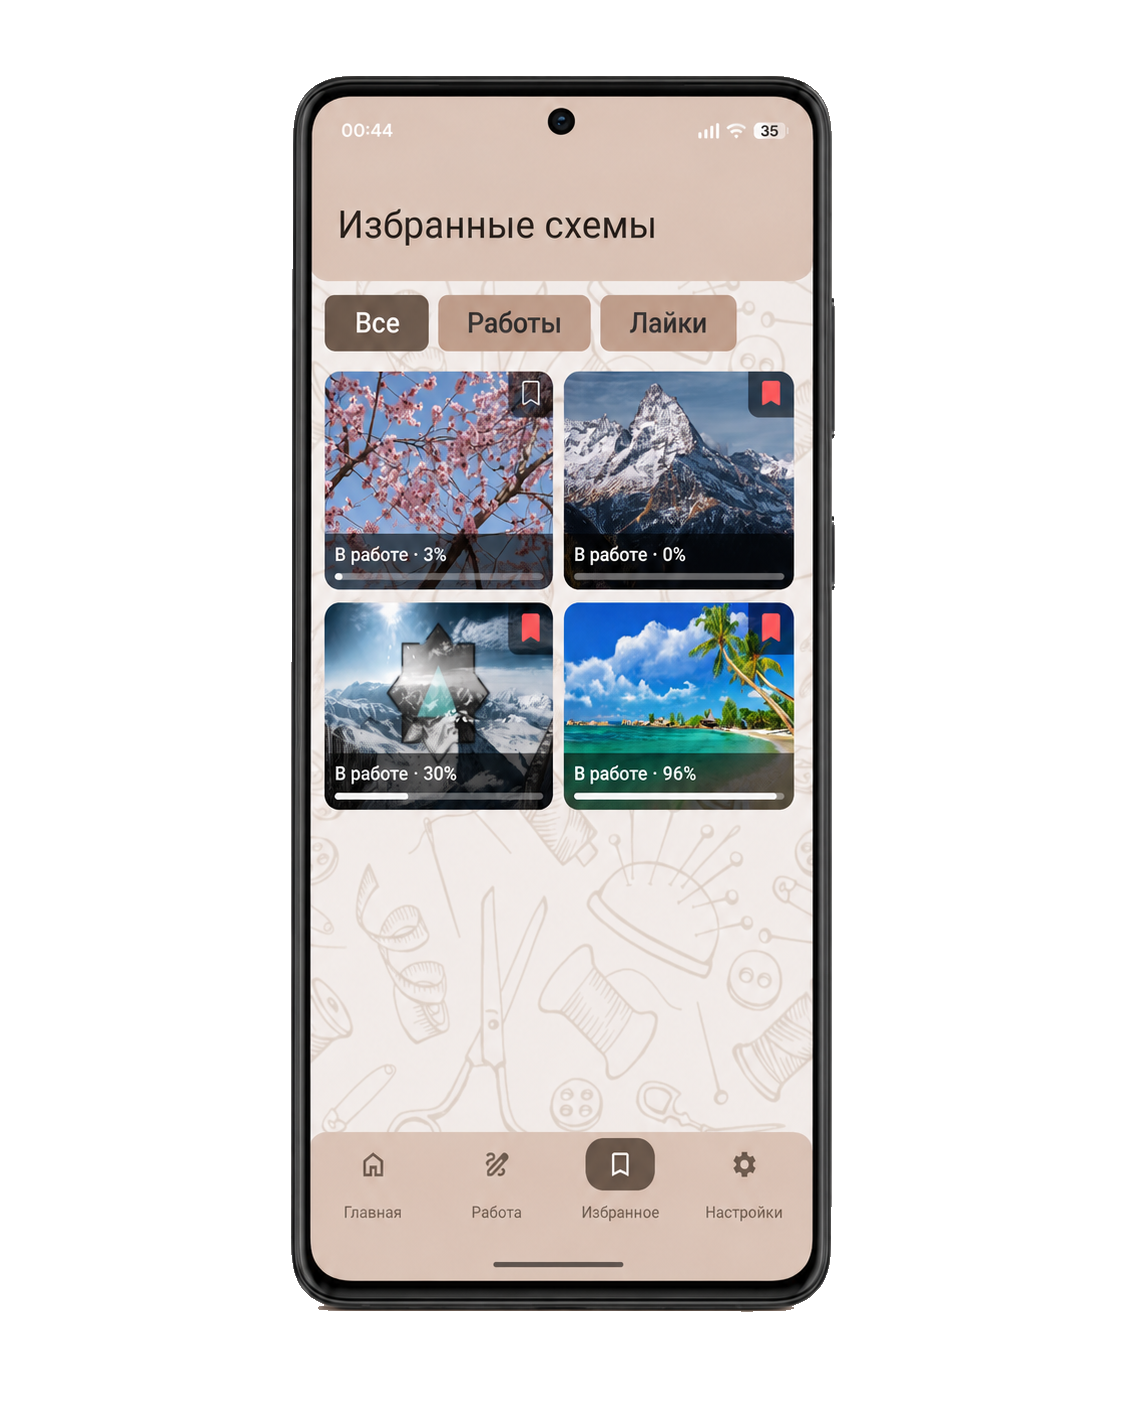 00:44
35
Избранные схемы
Все
Работы
Лайки
В работе · 3%
В работе · 0%
В работе · 30%
В работе · 96%
Главная
Работа
Избранное
Настройки